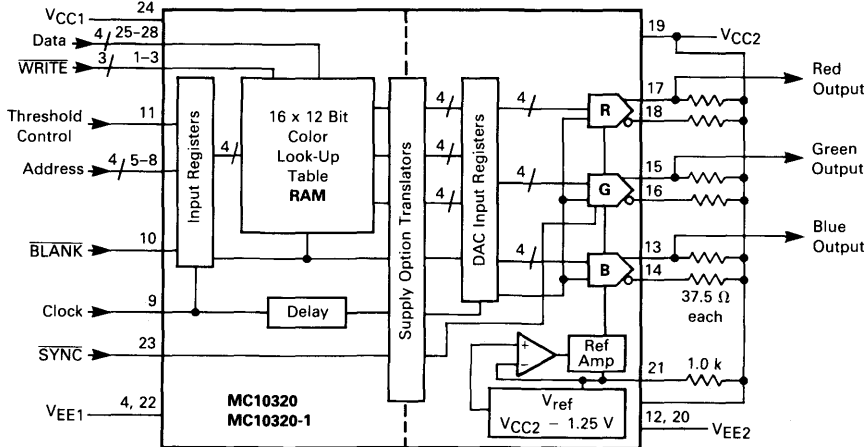 24
VCC1
Data
4
25–28
WRITE
3
1–3
Threshold
Control
11
Address
4
5–8
BLANK
10
Clock
9
SYNC
23
VEE1
4, 22
Input Registers
4
16 x 12 Bit
Color
Look-Up
Table
RAM
Delay
Supply Option Translators
4
4
4
DAC Input Registers
4
4
4
R
G
B
+
−
Ref
Amp
Vref
VCC2 − 1.25 V
MC10320
MC10320-1
19
VCC2
17
18
Red
Output
15
16
Green
Output
13
14
Blue
Output
37.5 Ω
each
21
1.0 k
12, 20
VEE2